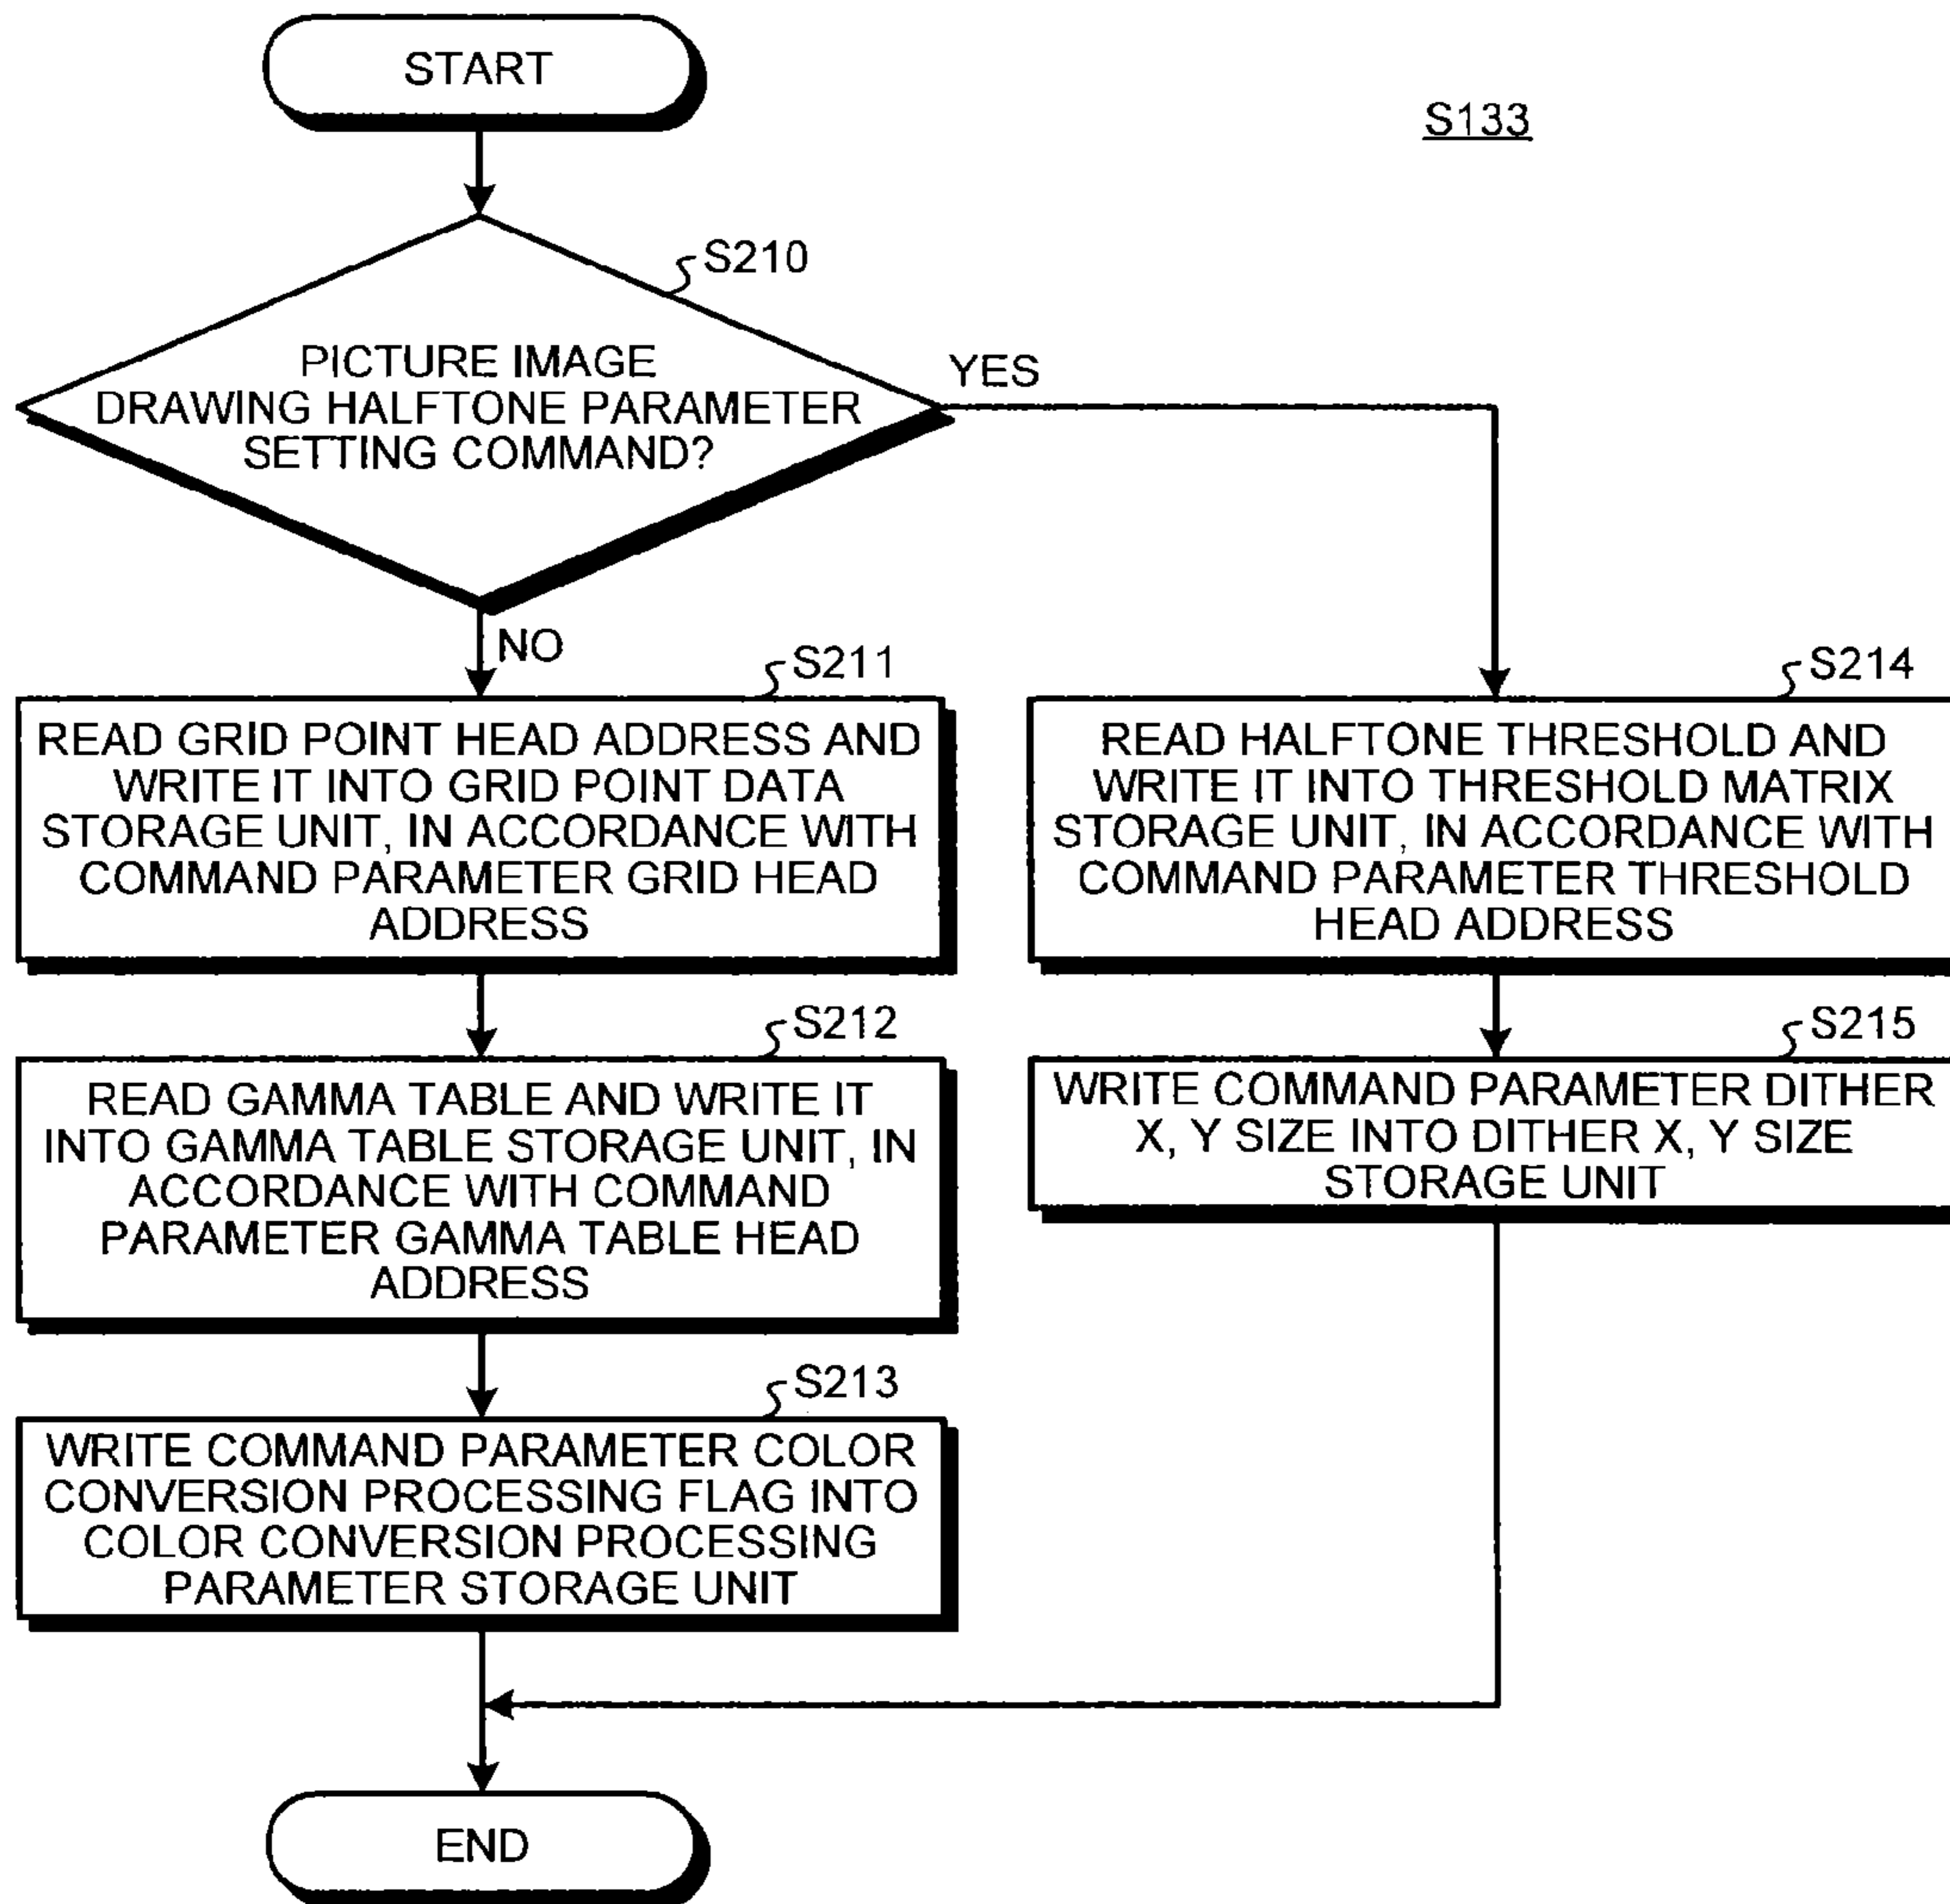 START
S133
S210
PICTURE IMAGE
DRAWING HALFTONE PARAMETER
SETTING COMMAND?
YES
NO
S211
READ GRID POINT HEAD ADDRESS AND
WRITE IT INTO GRID POINT DATA
STORAGE UNIT, IN ACCORDANCE WITH
COMMAND PARAMETER GRID HEAD
ADDRESS
S212
READ GAMMA TABLE AND WRITE IT
INTO GAMMA TABLE STORAGE UNIT, IN
ACCORDANCE WITH COMMAND
PARAMETER GAMMA TABLE HEAD
ADDRESS
S213
WRITE COMMAND PARAMETER COLOR
CONVERSION PROCESSING FLAG INTO
COLOR CONVERSION PROCESSING
PARAMETER STORAGE UNIT
S214
READ HALFTONE THRESHOLD AND
WRITE IT INTO THRESHOLD MATRIX
STORAGE UNIT, IN ACCORDANCE WITH
COMMAND PARAMETER THRESHOLD
HEAD ADDRESS
S215
WRITE COMMAND PARAMETER DITHER
X, Y SIZE INTO DITHER X, Y SIZE
STORAGE UNIT
END